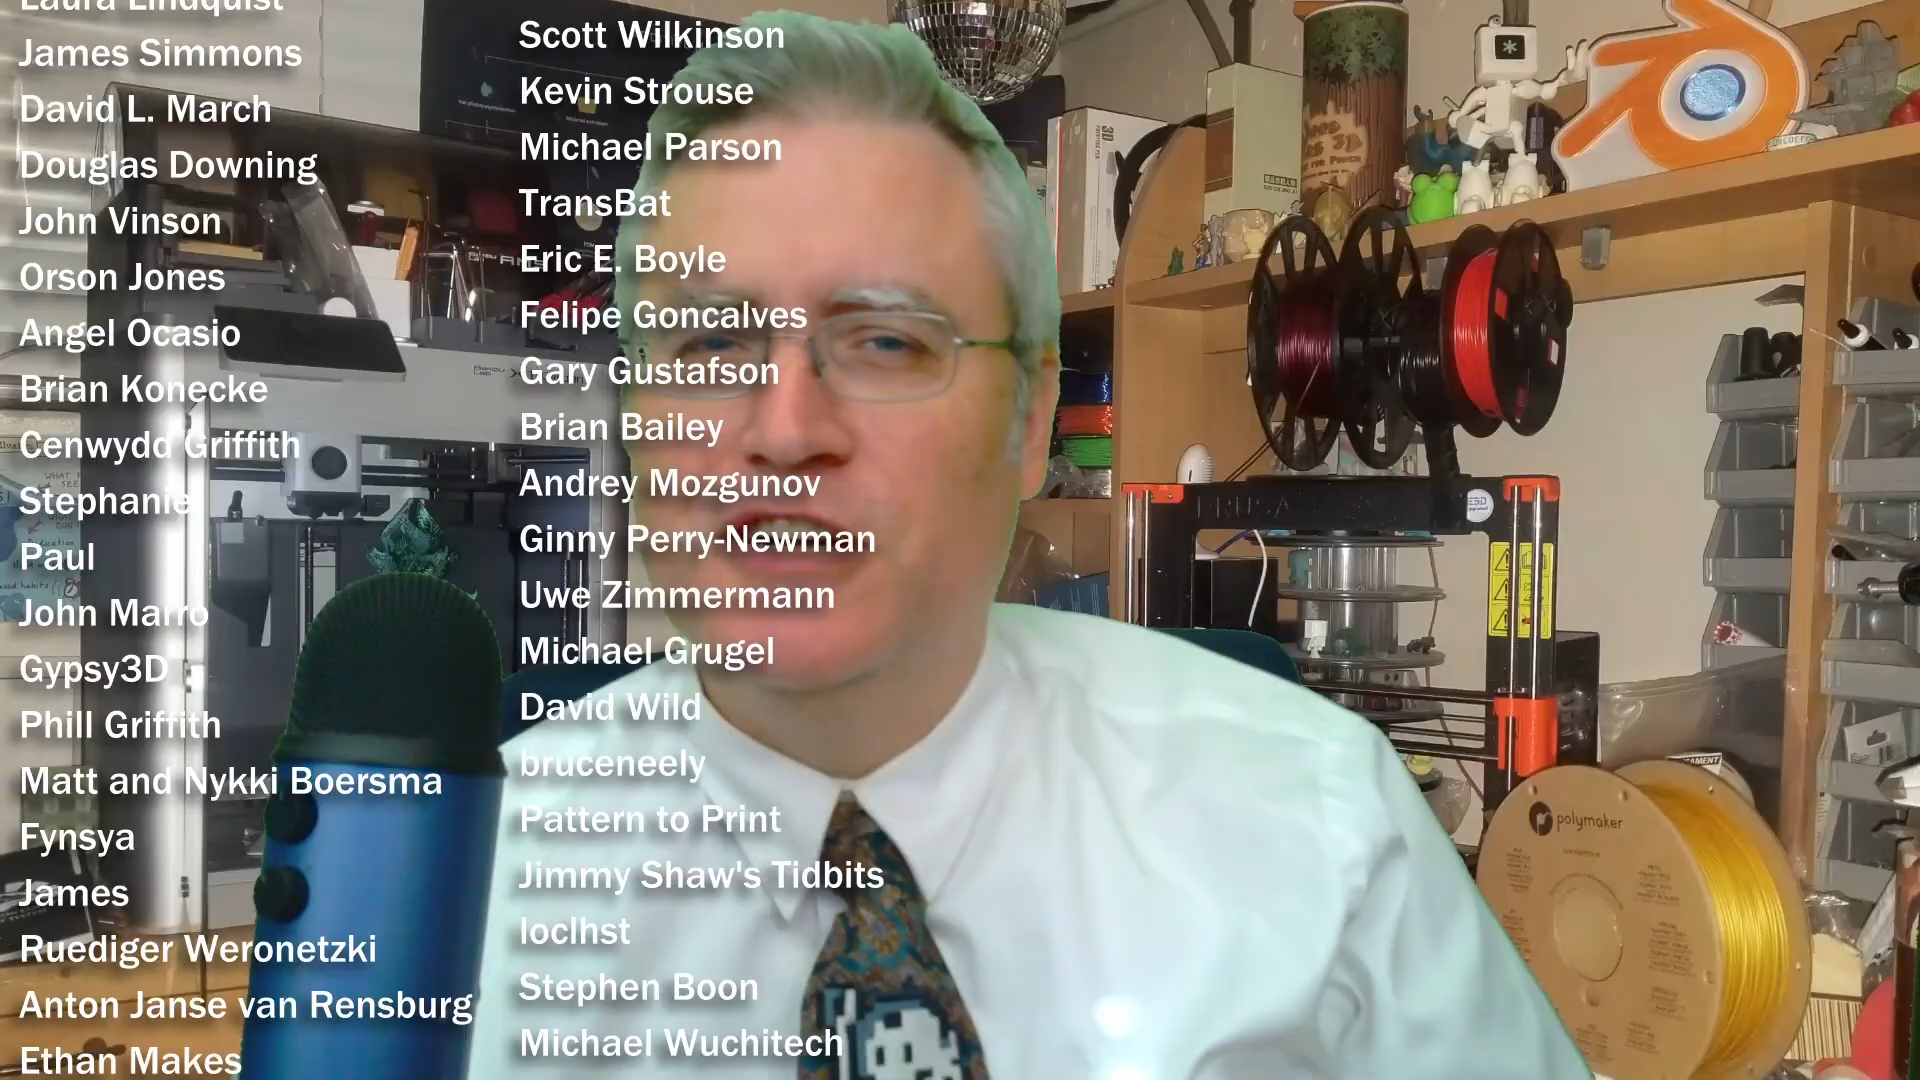 Laura Lindquist
James Simmons
David L. March
Douglas Downing
John Vinson
Orson Jones
Angel Ocasio
Brian Konecke
Cenwydd Griffith
Stephanie
Paul
John Marro
Gypsy3D
Phill Griffith
Matt and Nykki Boersma
Fynsya
James
Ruediger Weronetzki
Anton Janse van Rensburg
Ethan Makes
Scott Wilkinson
Kevin Strouse
Michael Parson
TransBat
Eric E. Boyle
Felipe Goncalves
Gary Gustafson
Brian Bailey
Andrey Mozgunov
Ginny Perry-Newman
Uwe Zimmermann
Michael Grugel
David Wild
bruceneely
Pattern to Print
Jimmy Shaw's Tidbits
loclhst
Stephen Boon
Michael Wuchitech
PRUSA
polymaker